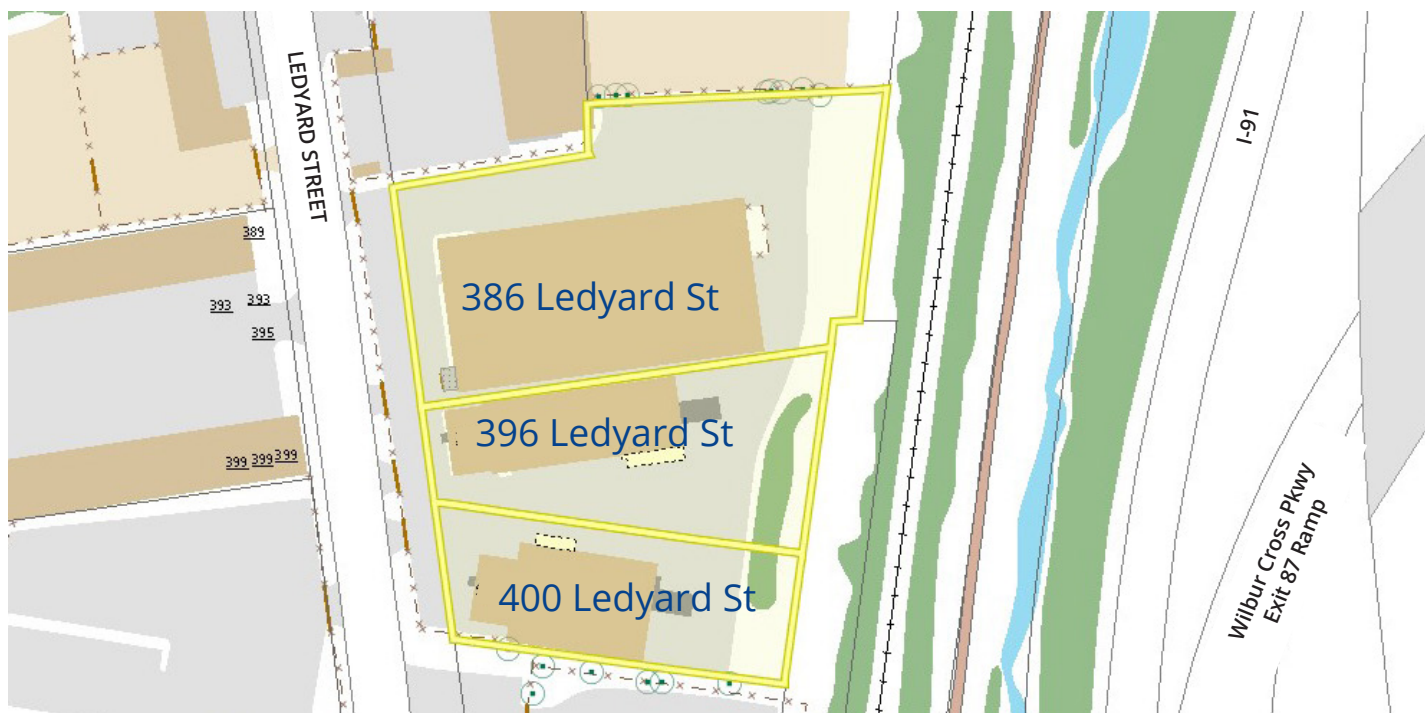 LEDYARD STREET
I-91
389
386 Ledyard St
393
393
395
396 Ledyard St
399
399
399
Wilbur Cross Pkwy
Exit 87 Ramp
400 Ledyard St